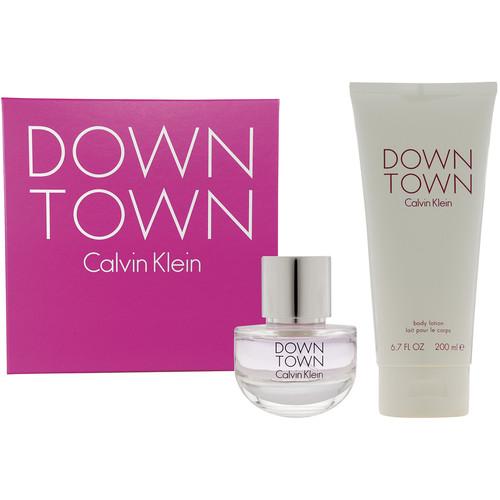 DOWN
TOWN
Calvin Klein
DOWN
TOWN
Calvin Klein
DOWN
TOWN
Calvin Klein
body lotion
lait pour le corps
6.7 FL OZ 200 ml e